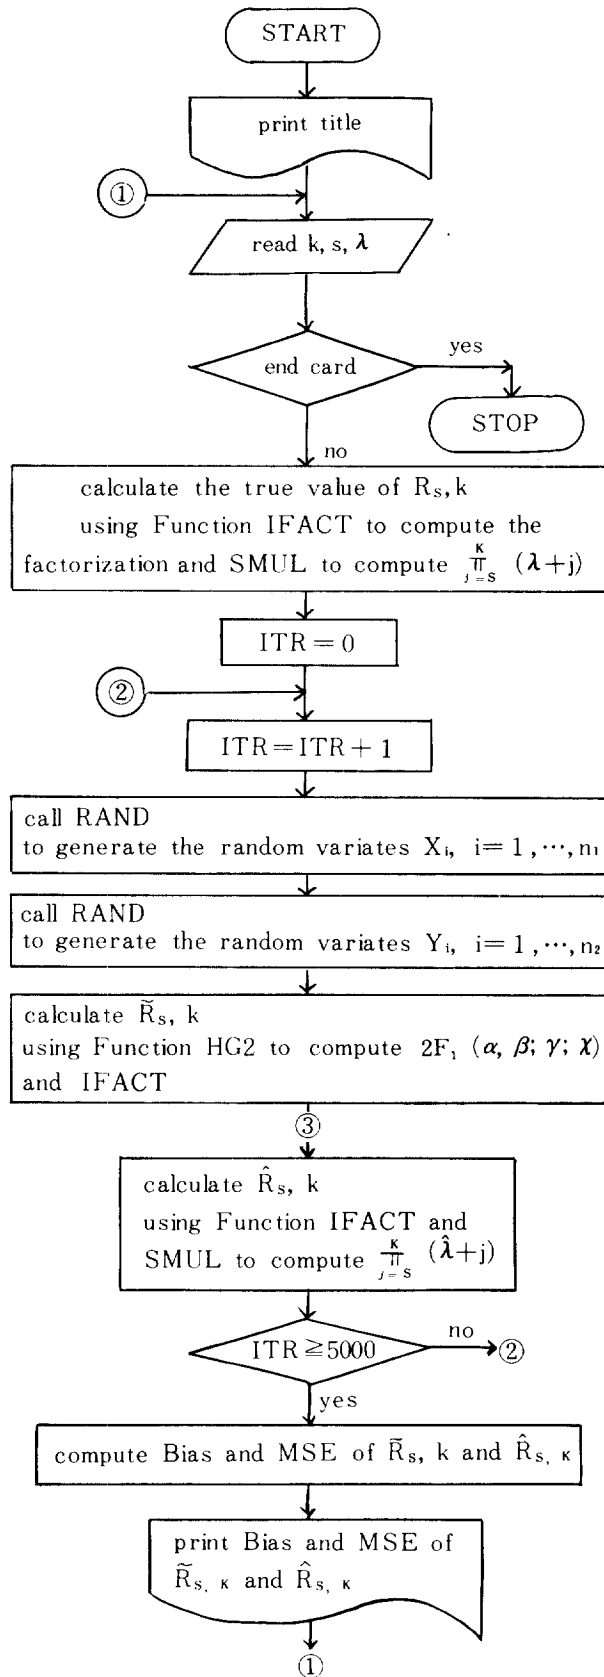 START
print title
①
read k, s, λ
end card
yes
STOP
no
calculate the true value of Rs,k
using Function IFACT to compute the
factorization and SMUL to compute K∏j=S (λ+j)
ITR=0
②
ITR=ITR+1
call RAND
to generate the random variates Xi, i=1,···,n1
call RAND
to generate the random variates Yi, i=1,···,n2
calculate R̃s, k
using Function HG2 to compute 2F1 (α, β; γ; χ)
and IFACT
③
calculate R̂s, k
using Function IFACT and
SMUL to compute K∏j=S (λ̂+j)
ITR≧5000
no
②
yes
compute Bias and MSE of R̃s, k and R̂s, K
print Bias and MSE of
R̃s, K and R̂s, K
①